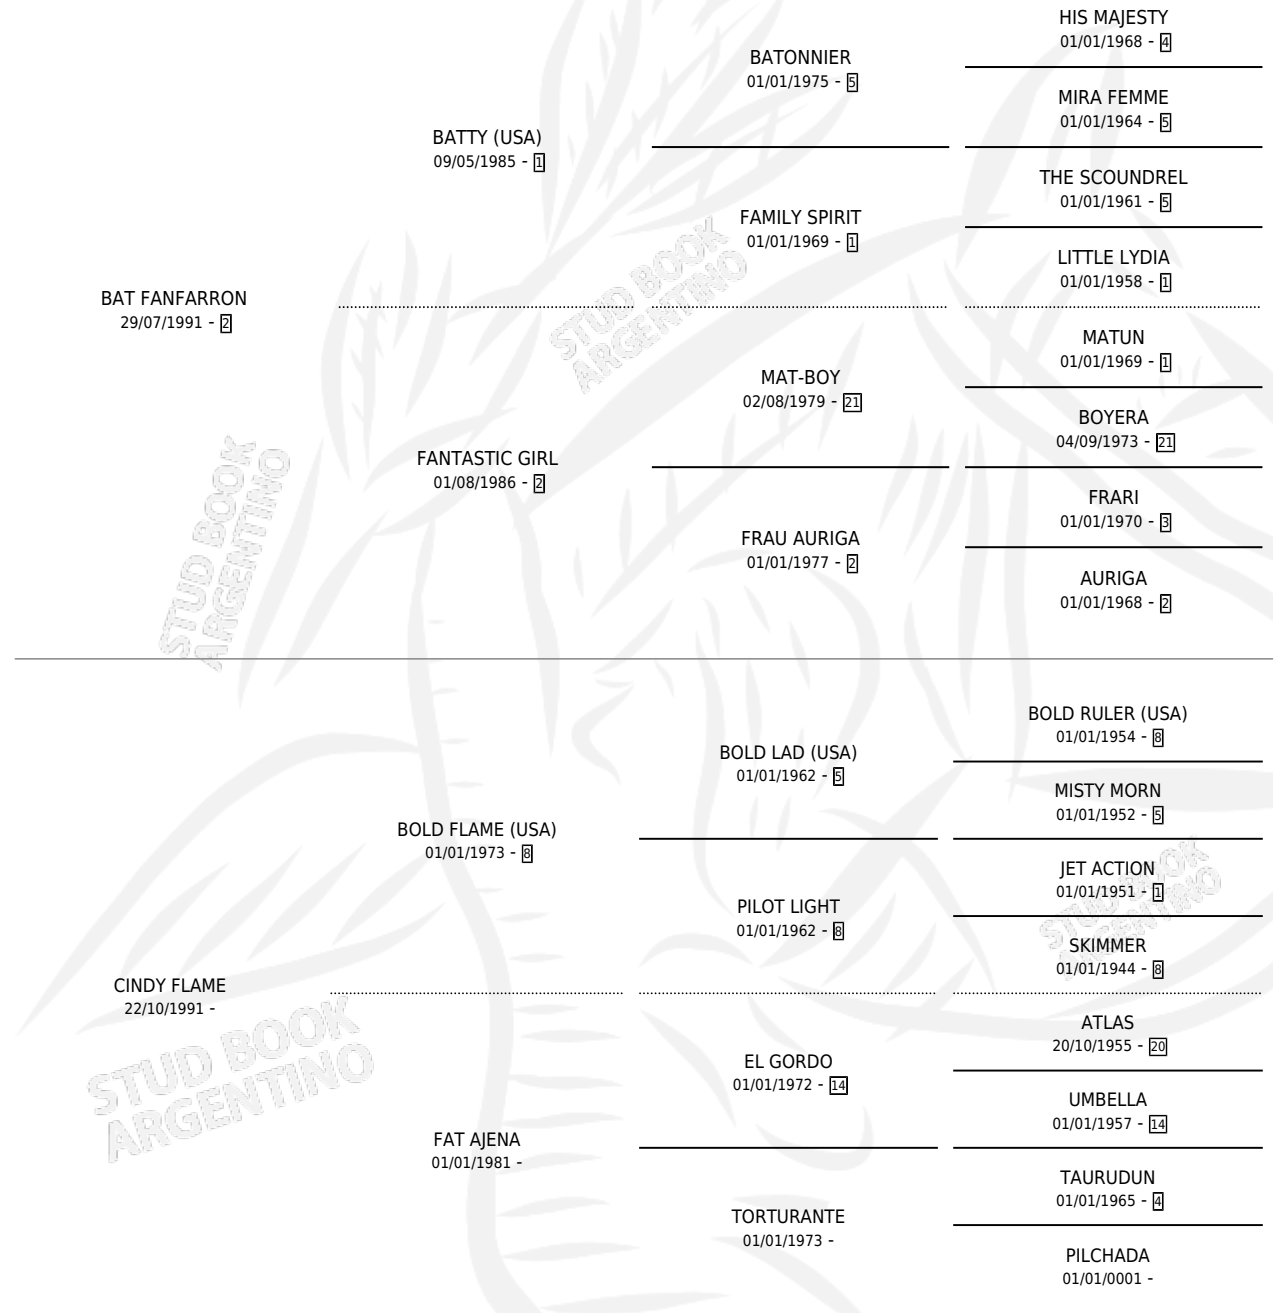 HIS MAJESTY
01/01/1968 - 4
BATONNIER
01/01/1975 - 5
MIRA FEMME
01/01/1964 - 5
BATTY (USA)
09/05/1985 - 1
THE SCOUNDREL
01/01/1961 - 5
FAMILY SPIRIT
01/01/1969 - 1
LITTLE LYDIA
01/01/1958 - 1
BAT FANFARRON
29/07/1991 - 2
MATUN
01/01/1969 - 1
MAT-BOY
02/08/1979 - 21
BOYERA
04/09/1973 - 21
FANTASTIC GIRL
01/08/1986 - 2
FRARI
01/01/1970 - 3
FRAU AURIGA
01/01/1977 - 2
AURIGA
01/01/1968 - 2
STUD BOOK
ARGENTINO
STUD BOOK
ARGENTINO
BOLD RULER (USA)
01/01/1954 - 8
BOLD LAD (USA)
01/01/1962 - 5
MISTY MORN
01/01/1952 - 5
BOLD FLAME (USA)
01/01/1973 - 8
JET ACTION
01/01/1951 - 1
PILOT LIGHT
01/01/1962 - 8
SKIMMER
01/01/1944 - 8
CINDY FLAME
22/10/1991 -
ATLAS
20/10/1955 - 20
EL GORDO
01/01/1972 - 14
UMBELLA
01/01/1957 - 14
FAT AJENA
01/01/1981 -
TAURUDUN
01/01/1965 - 4
TORTURANTE
01/01/1973 -
PILCHADA
01/01/0001 -
STUD BOOK
ARGENTINO
STUD BOOK
ARGENTINO